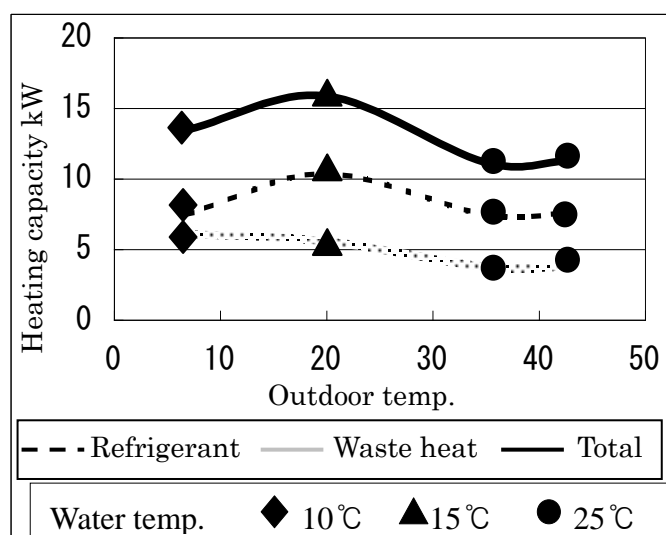 Heating capacity kW
20
15
10
5
0
0 10 20 30 40 50
Outdoor temp.
Refrigerant Waste heat Total
Water temp. 10℃ 15℃ 25℃